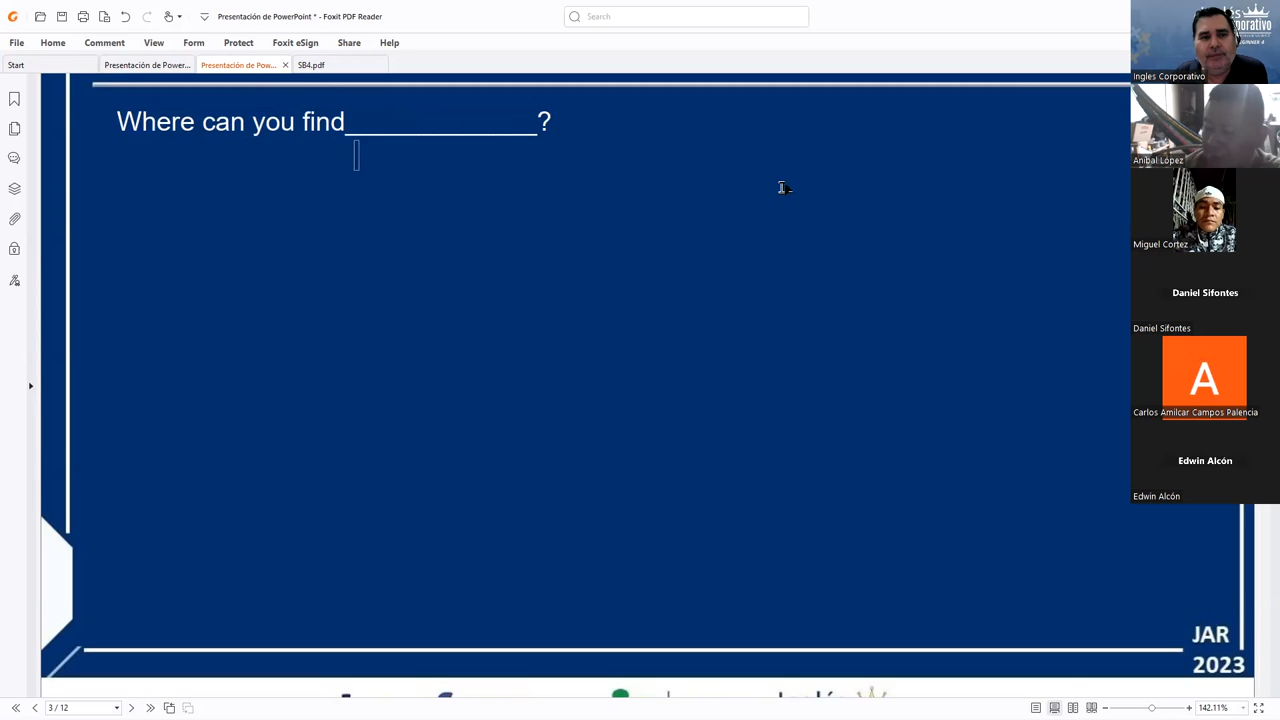 Presentación de PowerPoint * - Foxit PDF Reader
Search
File Home Comment View Form Protect Foxit eSign Share Help
Start
Presentación de Power...
Presentación de Pow...
SB4.pdf
Where can you find_____________?
Ingles Corporativo
Anibal López
Miguel Cortez
Daniel Sifontes
Daniel Sifontes
A
Carlos Amilcar Campos Palencia
Edwin Alcón
Edwin Alcón
JAR
2023
3 / 12
142.11%